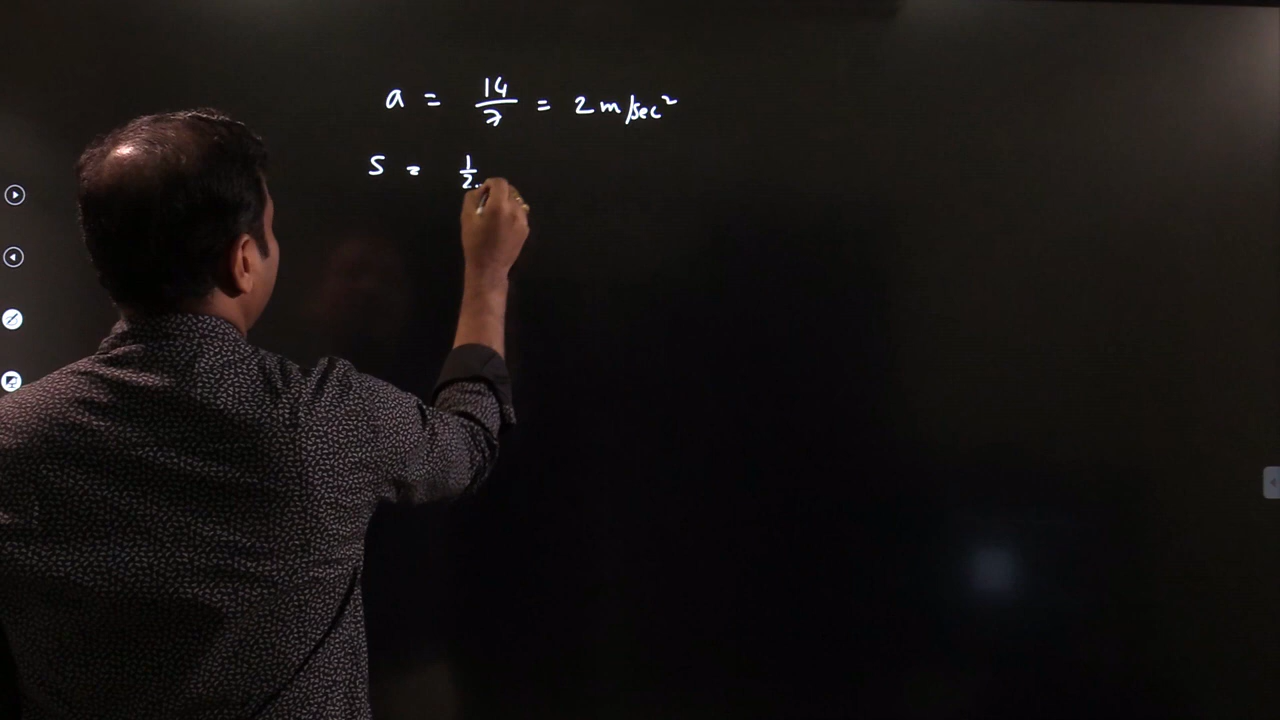 a = 14/7 = 2 m/sec²
S = 1/2